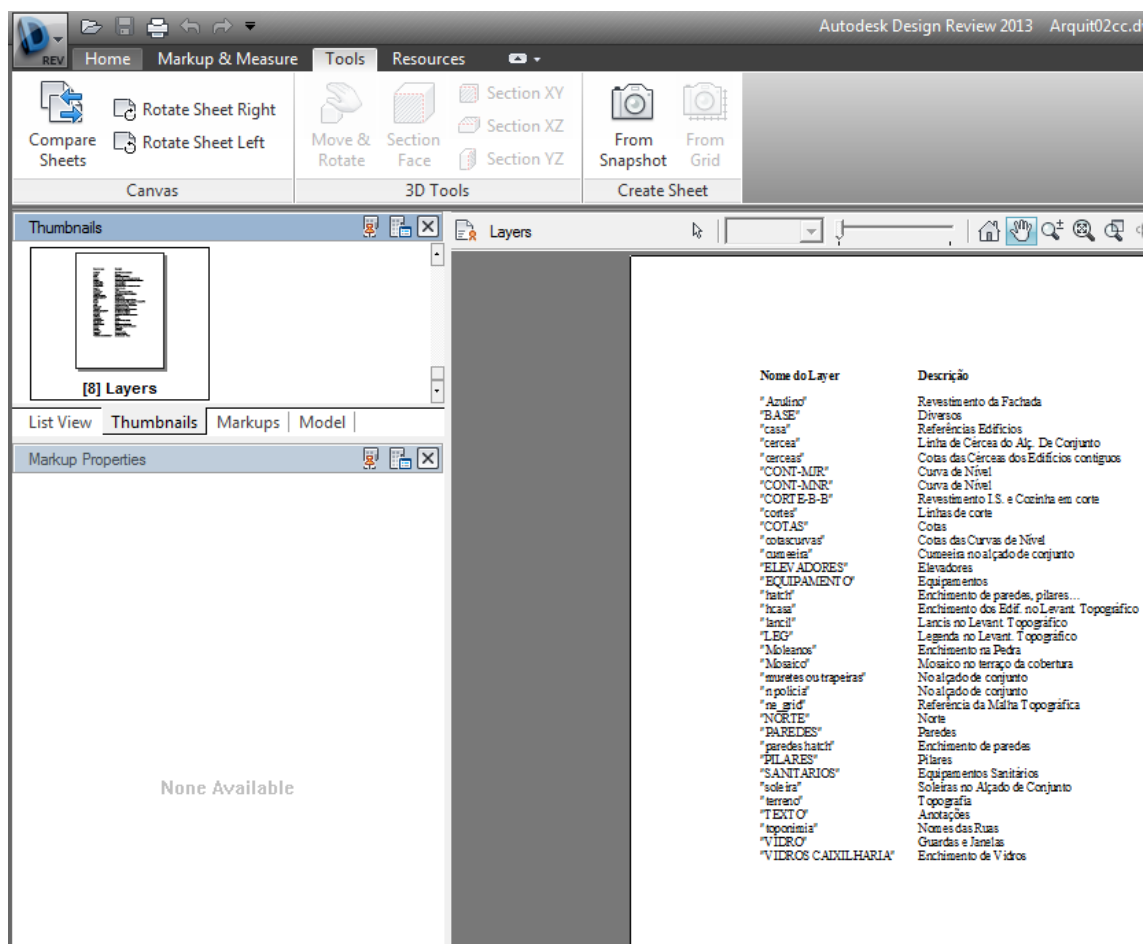 Autodesk Design Review 2013 Arquit02cc.d
REV Home Markup & Measure Tools Resources
Compare Sheets
Rotate Sheet Right
Rotate Sheet Left
Move & Rotate
Section Face
Section XY
Section XZ
Section YZ
From Snapshot
From Grid
Canvas 3D Tools Create Sheet
Thumbnails
Layers
[8] Layers
List View Thumbnails Markups Model
Markup Properties
None Available
Nome do Layer Descrição
"Azulino" Revestimento da Fachada
"BASE" Diversos
"casa" Referências Edifícios
"cercea" Linha de Cércea do Alç. De Conjunto
"cerceas" Cotas das Cérceas dos Edifícios contíguos
"CONT-MJR" Curva de Nível
"CONT-MNR" Curva de Nível
"CORTE-B-B" Revestimento I.S. e Cozinha em corte
"cortes" Linhas de corte
"COTAS" Cotas
"cotascurvas" Cotas das Curvas de Nível
"cumeeira" Cumeeira no alçado de conjunto
"ELEVADORES" Elevadores
"EQUIPAMENTO" Equipamentos
"hatch" Enchimento de paredes, pilares…
"hcasa" Enchimento dos Edif. no Levant. Topográfico
"lancil" Lancis no Levant. Topográfico
"LEG" Legenda no Levant. Topográfico
"Moleanos" Enchimento na Pedra
"Mosaico" Mosaico no terraço da cobertura
"muretes ou trapeiras" No alçado de conjunto
"n policia" No alçado de conjunto
"ne_grid" Referência da Malha Topográfica
"NORTE" Norte
"PAREDES" Paredes
"paredes hatch" Enchimento de paredes
"PILARES" Pilares
"SANITARIOS" Equipamentos Sanitários
"soleira" Soleiras no Alçado de Conjunto
"terreno" Topografia
"TEXTO" Anotações
"toponimia" Nomes das Ruas
"VIDRO" Guardas e Janelas
"VIDROS CAIXILHARIA" Enchimento de Vidros